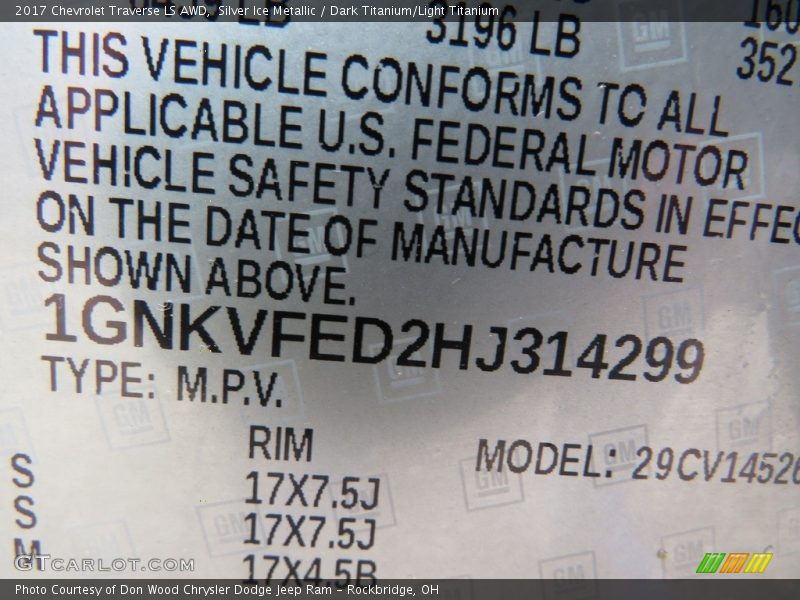 2017 Chevrolet Traverse LS AWD, Silver Ice Metallic / Dark Titanium/Light Titanium
LB
3196 LB
160
352
THIS VEHICLE CONFORMS TO ALL
APPLICABLE U.S. FEDERAL MOTOR
VEHICLE SAFETY STANDARDS IN EFFEC
ON THE DATE OF MANUFACTURE
SHOWN ABOVE.
1GNKVFED2HJ314299
TYPE: M.P.V.
RIM
MODEL: 29CV14526
S 17X7.5J
S 17X7.5J
M 17X4.5B
GTcarlot.com
Photo Courtesy of Don Wood Chrysler Dodge Jeep Ram – Rockbridge, OH